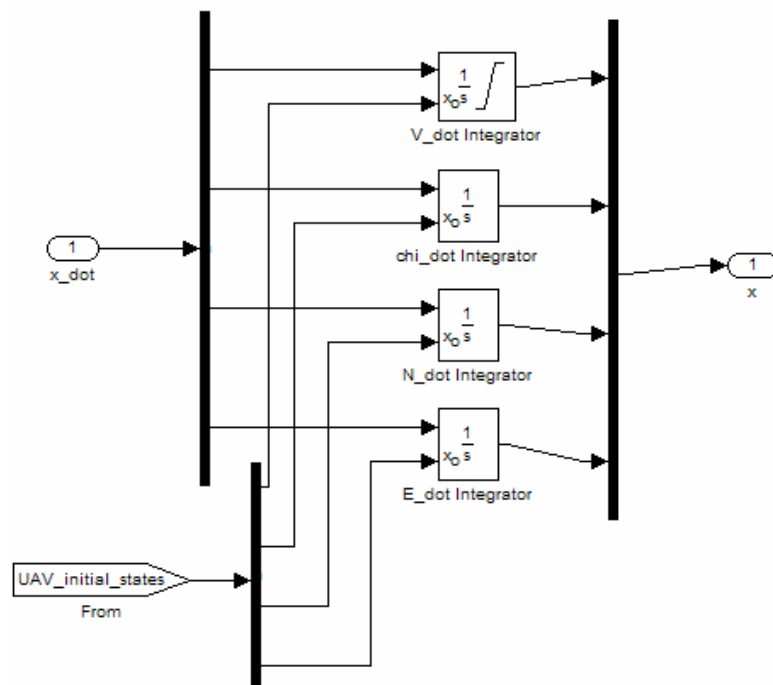 1
s
x₀
V_dot Integrator
1
s
x₀
chi_dot Integrator
1
x_dot
1
x
1
s
x₀
N_dot Integrator
1
s
x₀
E_dot Integrator
UAV_initial_states
From